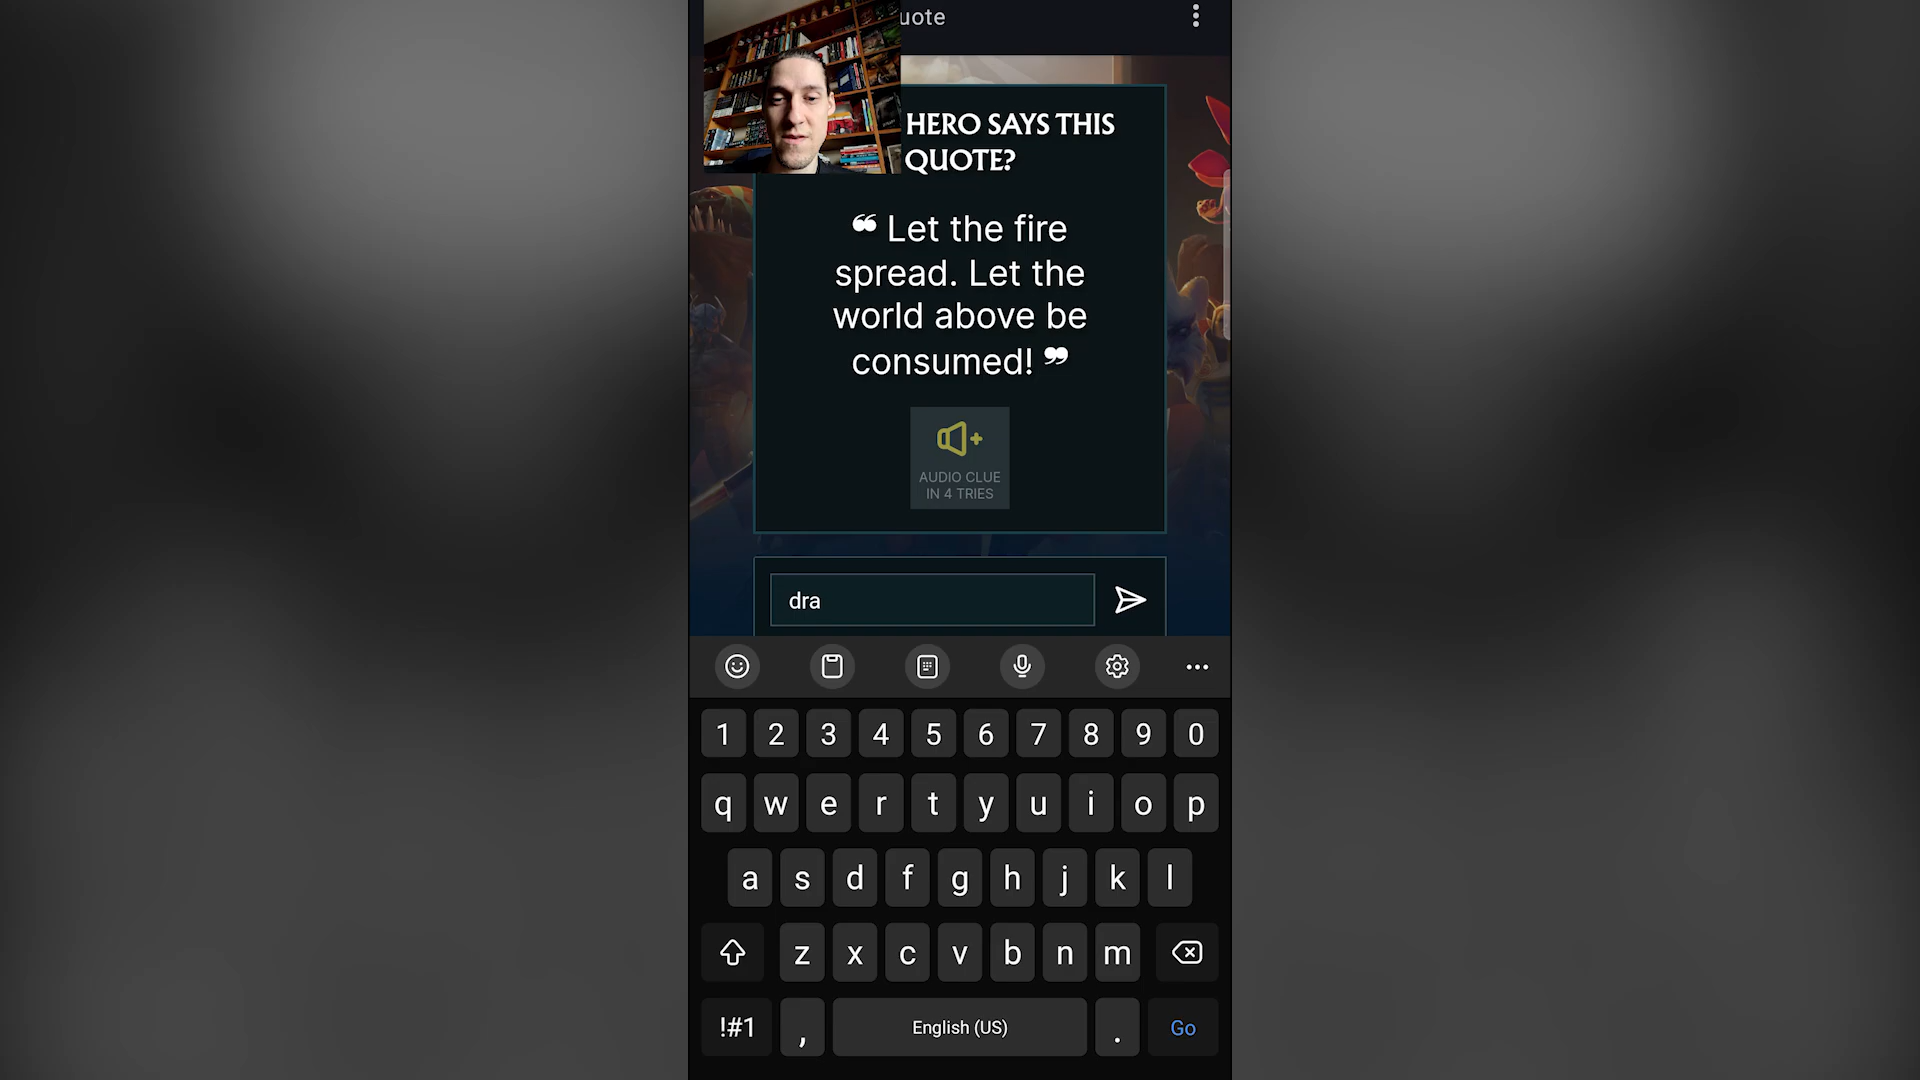 uote
HERO SAYS THIS
QUOTE?
❝ Let the fire
spread. Let the
world above be
consumed! ❞
AUDIO CLUE
IN 4 TRIES
dra
1 2 3 4 5 6 7 8 9 0
q w e r t y u i o p
a s d f g h j k l
z x c v b n m
!#1 , English (US) . Go